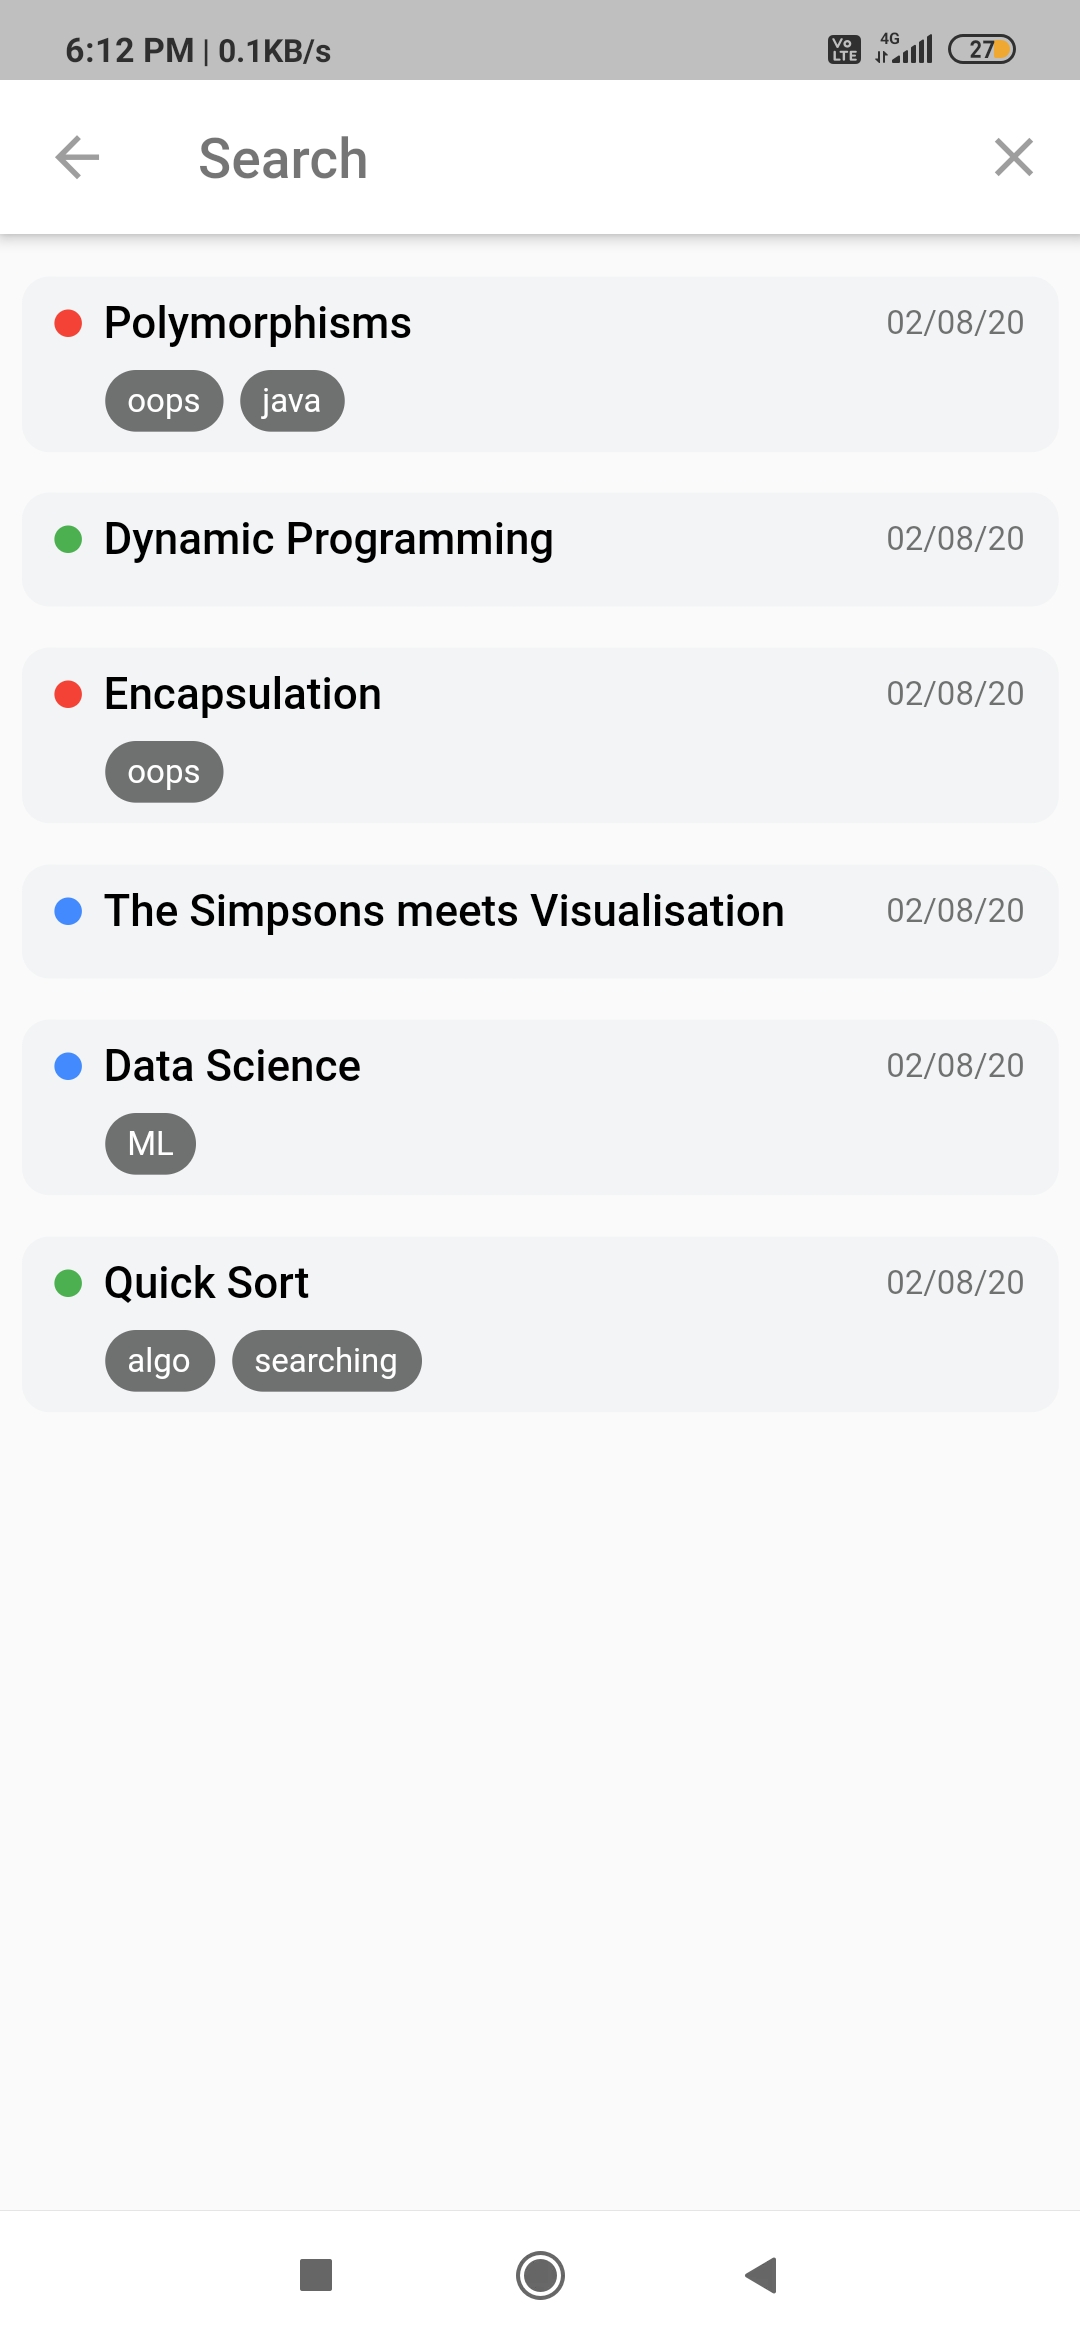 6:12 PM | 0.1KB/s Vo LTE 4G 27
Search
Polymorphisms 02/08/20
oops java
Dynamic Programming 02/08/20
Encapsulation 02/08/20
oops
The Simpsons meets Visualisation 02/08/20
Data Science 02/08/20
ML
Quick Sort 02/08/20
algo searching